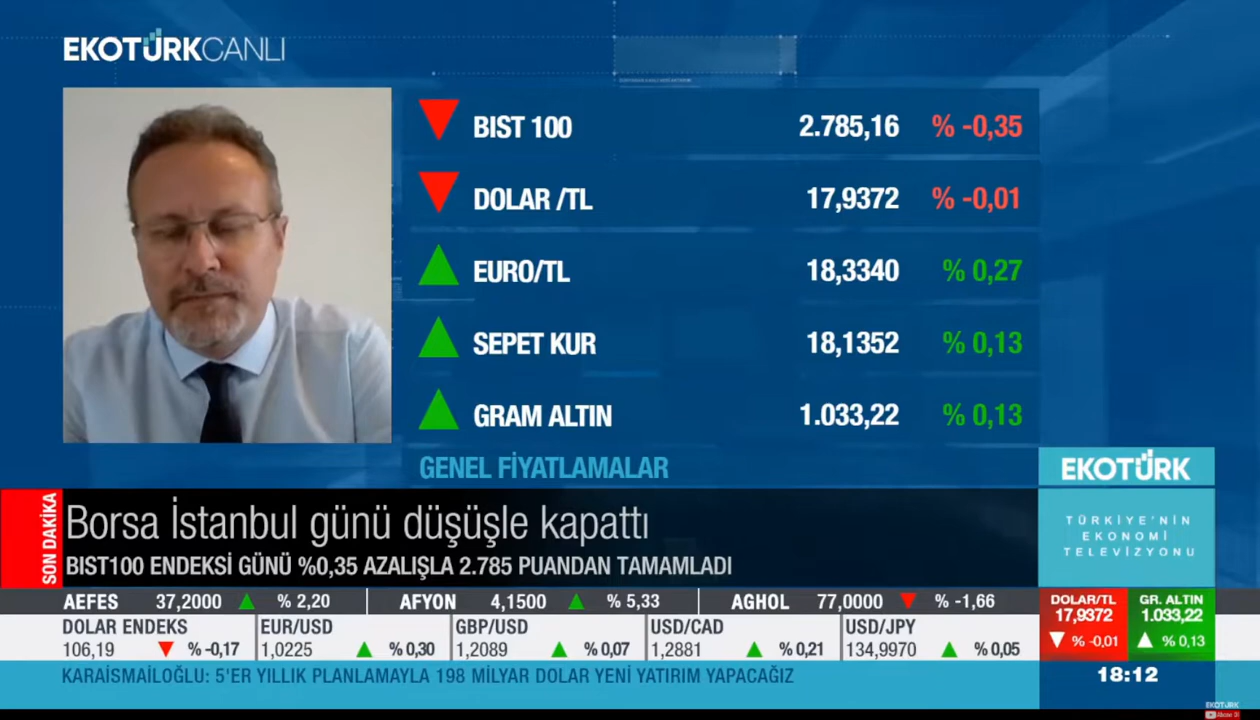 EKOTÜRK CANLI
BIST 100 2.785,16 % -0,35
DOLAR /TL 17,9372 % -0,01
EURO/TL 18,3340 % 0,27
SEPET KUR 18,1352 % 0,13
GRAM ALTIN 1.033,22 % 0,13
GENEL FİYATLAMALAR
EKOTÜRK
TÜRKİYE'NİN
EKONOMİ
TELEVİZYONU
SON DAKİKA
Borsa İstanbul günü düşüşle kapattı
BIST100 ENDEKSİ GÜNÜ %0,35 AZALIŞLA 2.785 PUANDAN TAMAMLADI
AEFES 37,2000 % 2,20 AFYON 4,1500 % 5,33 AGHOL 77,0000 % -1,66
DOLAR ENDEKS EUR/USD GBP/USD USD/CAD USD/JPY
106,19 % -0,17 1,0225 % 0,30 1,2089 % 0,07 1,2881 % 0,21 134,9970 % 0,05
DOLAR/TL
17,9372
% -0,01
GR. ALTIN
1.033,22
% 0,13
KARAİSMAİLOĞLU: 5'ER YILLIK PLANLAMAYLA 198 MİLYAR DOLAR YENİ YATIRIM YAPACAĞIZ
18:12
EKOTÜRK